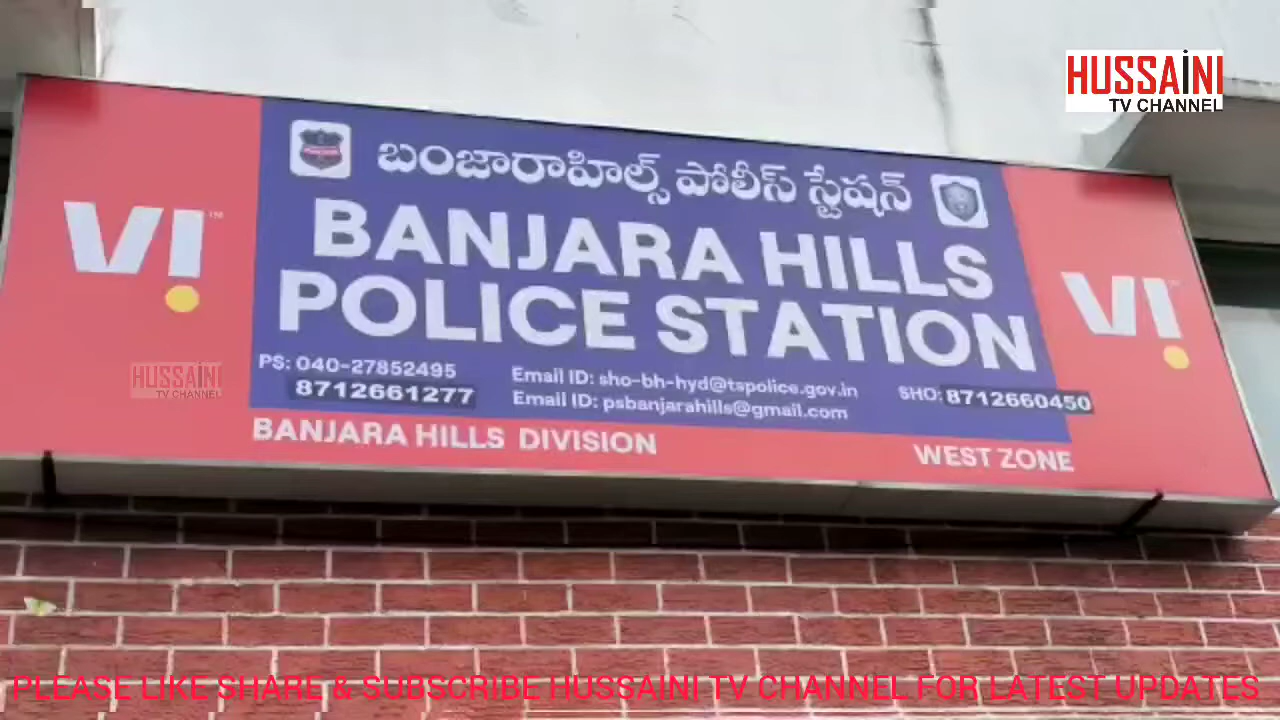 HUSSAINI
TV CHANNEL
బంజారాహిల్స్ పోలీస్ స్టేషన్
VI™
BANJARA HILLS
POLICE STATION
VI
PS: 040-27852495
8712661277
Email ID: sho-bh-hyd@tspolice.gov.in
Email ID: psbanjarahills@gmail.com
SHO: 8712660450
HUSSAINI
TV CHANNEL
BANJARA HILLS DIVISION
WEST ZONE
PLEASE LIKE SHARE & SUBSCRIBE HUSSAINI TV CHANNEL FOR LATEST UPDATES